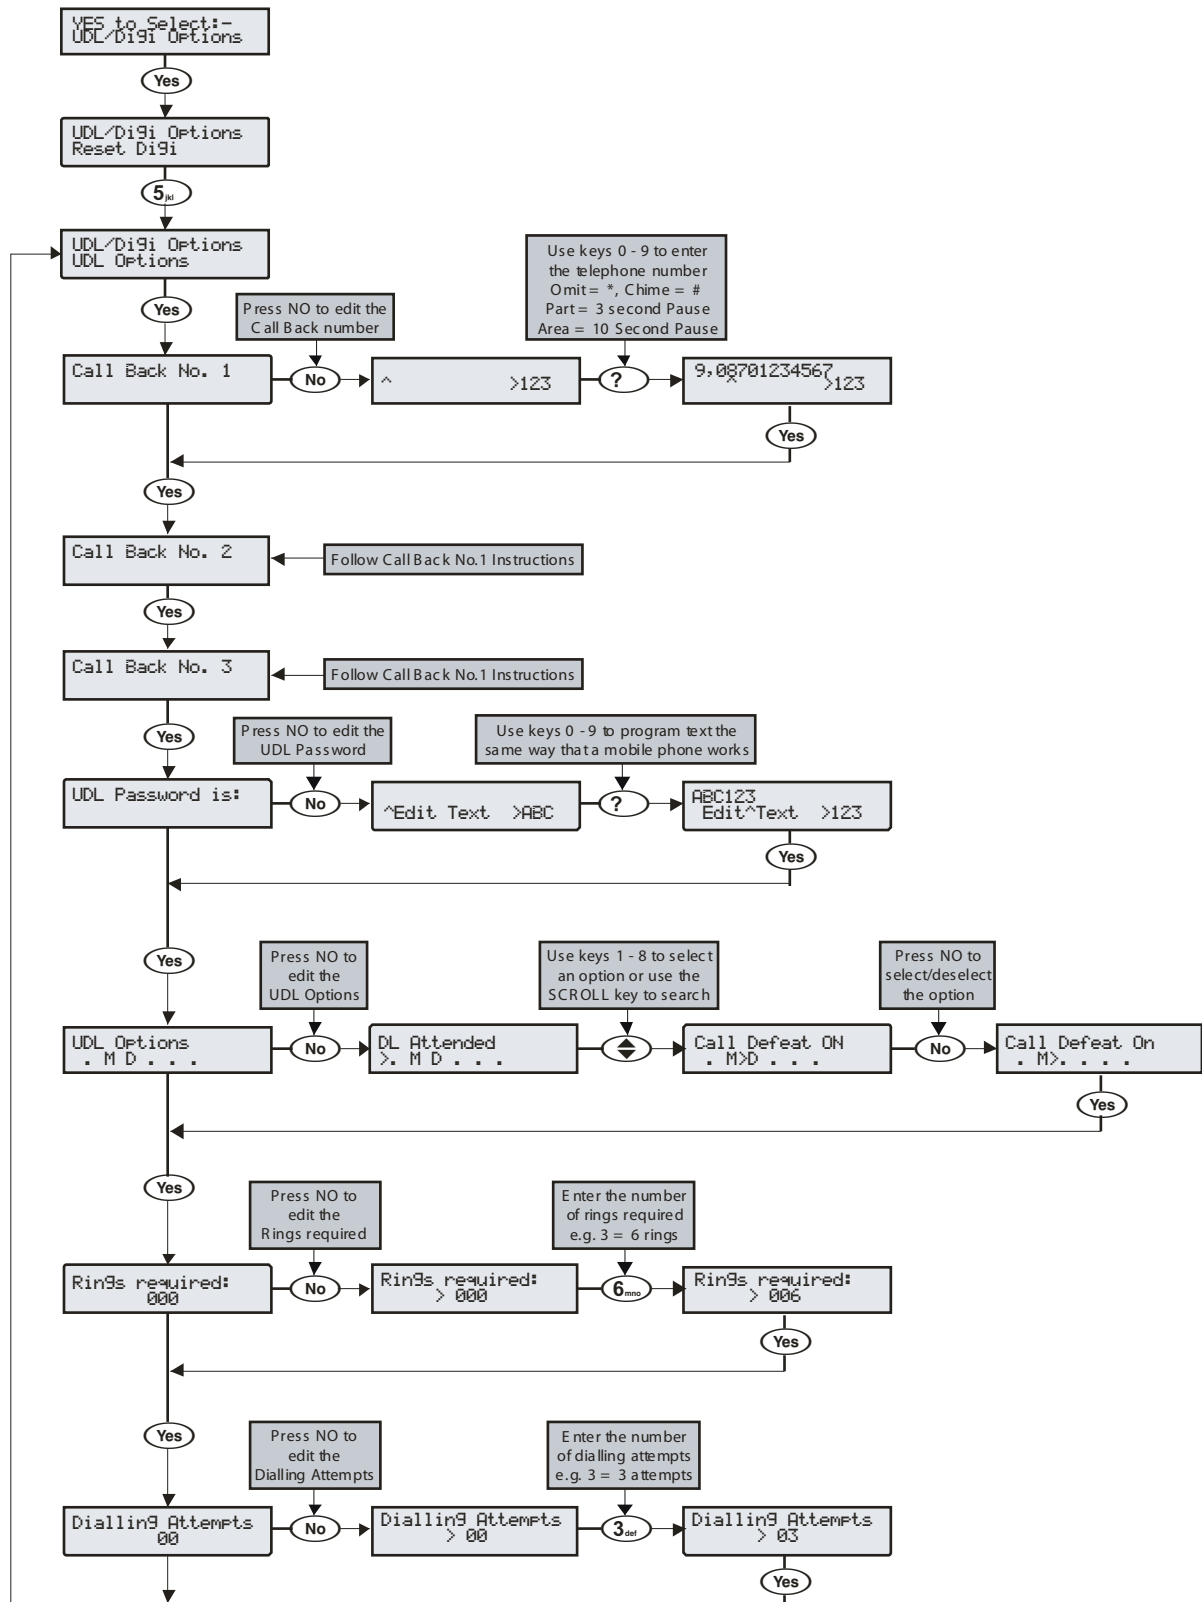 YES to Select:-
UDL/Digi Options
Yes
UDL/Digi Options
Reset Digi
5 jkl
UDL/Digi Options
UDL Options
Use keys 0 - 9 to enter
the telephone number
Omit = *, Chime = #
Part = 3 second Pause
Area = 10 Second Pause
Yes
Press NO to edit the
Call Back number
Call Back No. 1
No
^ >123
?
9,08701234567
^ >123
Yes
Yes
Call Back No. 2
Follow Call Back No.1 Instructions
Yes
Call Back No. 3
Follow Call Back No.1 Instructions
Yes
Press NO to edit the
UDL Password
Use keys 0 - 9 to program text the
same way that a mobile phone works
UDL Password is:
No
^Edit Text >ABC
?
ABC123
Edit^Text >123
Yes
Yes
Press NO to
edit the
UDL Options
Use keys 1 - 8 to select
an option or use the
SCROLL key to search
Press NO to
select/deselect
the option
UDL Options
. M D . . .
No
DL Attended
>. M D . . .
Call Defeat ON
. M>D . . .
No
Call Defeat On
. M>. . . .
Yes
Yes
Press NO to
edit the
Rings required
Enter the number
of rings required
e.g. 3 = 6 rings
Rings required:
000
No
Rings required:
> 000
6 mno
Rings required:
> 006
Yes
Yes
Press NO to
edit the
Dialling Attempts
Enter the number
of dialling attempts
e.g. 3 = 3 attempts
Dialling Attempts
00
No
Dialling Attempts
> 00
3 def
Dialling Attempts
> 03
Yes